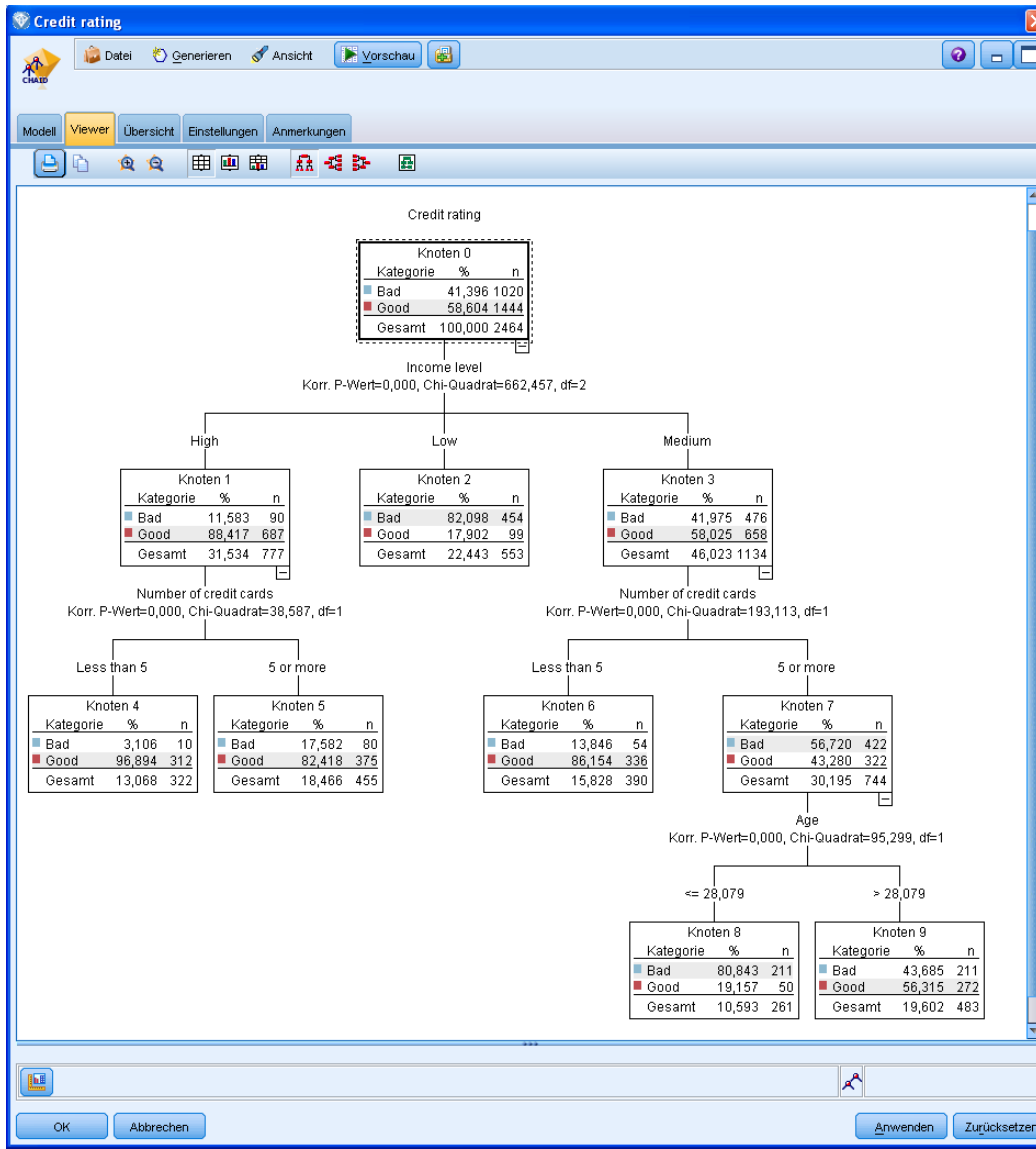 Credit rating
CHAID
Datei Generieren Ansicht Vorschau
Modell Viewer Übersicht Einstellungen Anmerkungen
Credit rating
Knoten 0
Kategorie % n
Bad 41,396 1020
Good 58,604 1444
Gesamt 100,000 2464
Income level
Korr. P-Wert=0,000, Chi-Quadrat=662,457, df=2
High
Low
Medium
Knoten 1
Kategorie % n
Bad 11,583 90
Good 88,417 687
Gesamt 31,534 777
Knoten 2
Kategorie % n
Bad 82,098 454
Good 17,902 99
Gesamt 22,443 553
Knoten 3
Kategorie % n
Bad 41,975 476
Good 58,025 658
Gesamt 46,023 1134
Number of credit cards
Korr. P-Wert=0,000, Chi-Quadrat=38,587, df=1
Number of credit cards
Korr. P-Wert=0,000, Chi-Quadrat=193,113, df=1
Less than 5
5 or more
Less than 5
5 or more
Knoten 4
Kategorie % n
Bad 3,106 10
Good 96,894 312
Gesamt 13,068 322
Knoten 5
Kategorie % n
Bad 17,582 80
Good 82,418 375
Gesamt 18,466 455
Knoten 6
Kategorie % n
Bad 13,846 54
Good 86,154 336
Gesamt 15,828 390
Knoten 7
Kategorie % n
Bad 56,720 422
Good 43,280 322
Gesamt 30,195 744
Age
Korr. P-Wert=0,000, Chi-Quadrat=95,299, df=1
<= 28,079
> 28,079
Knoten 8
Kategorie % n
Bad 80,843 211
Good 19,157 50
Gesamt 10,593 261
Knoten 9
Kategorie % n
Bad 43,685 211
Good 56,315 272
Gesamt 19,602 483
OK Abbrechen Anwenden Zurücksetzen